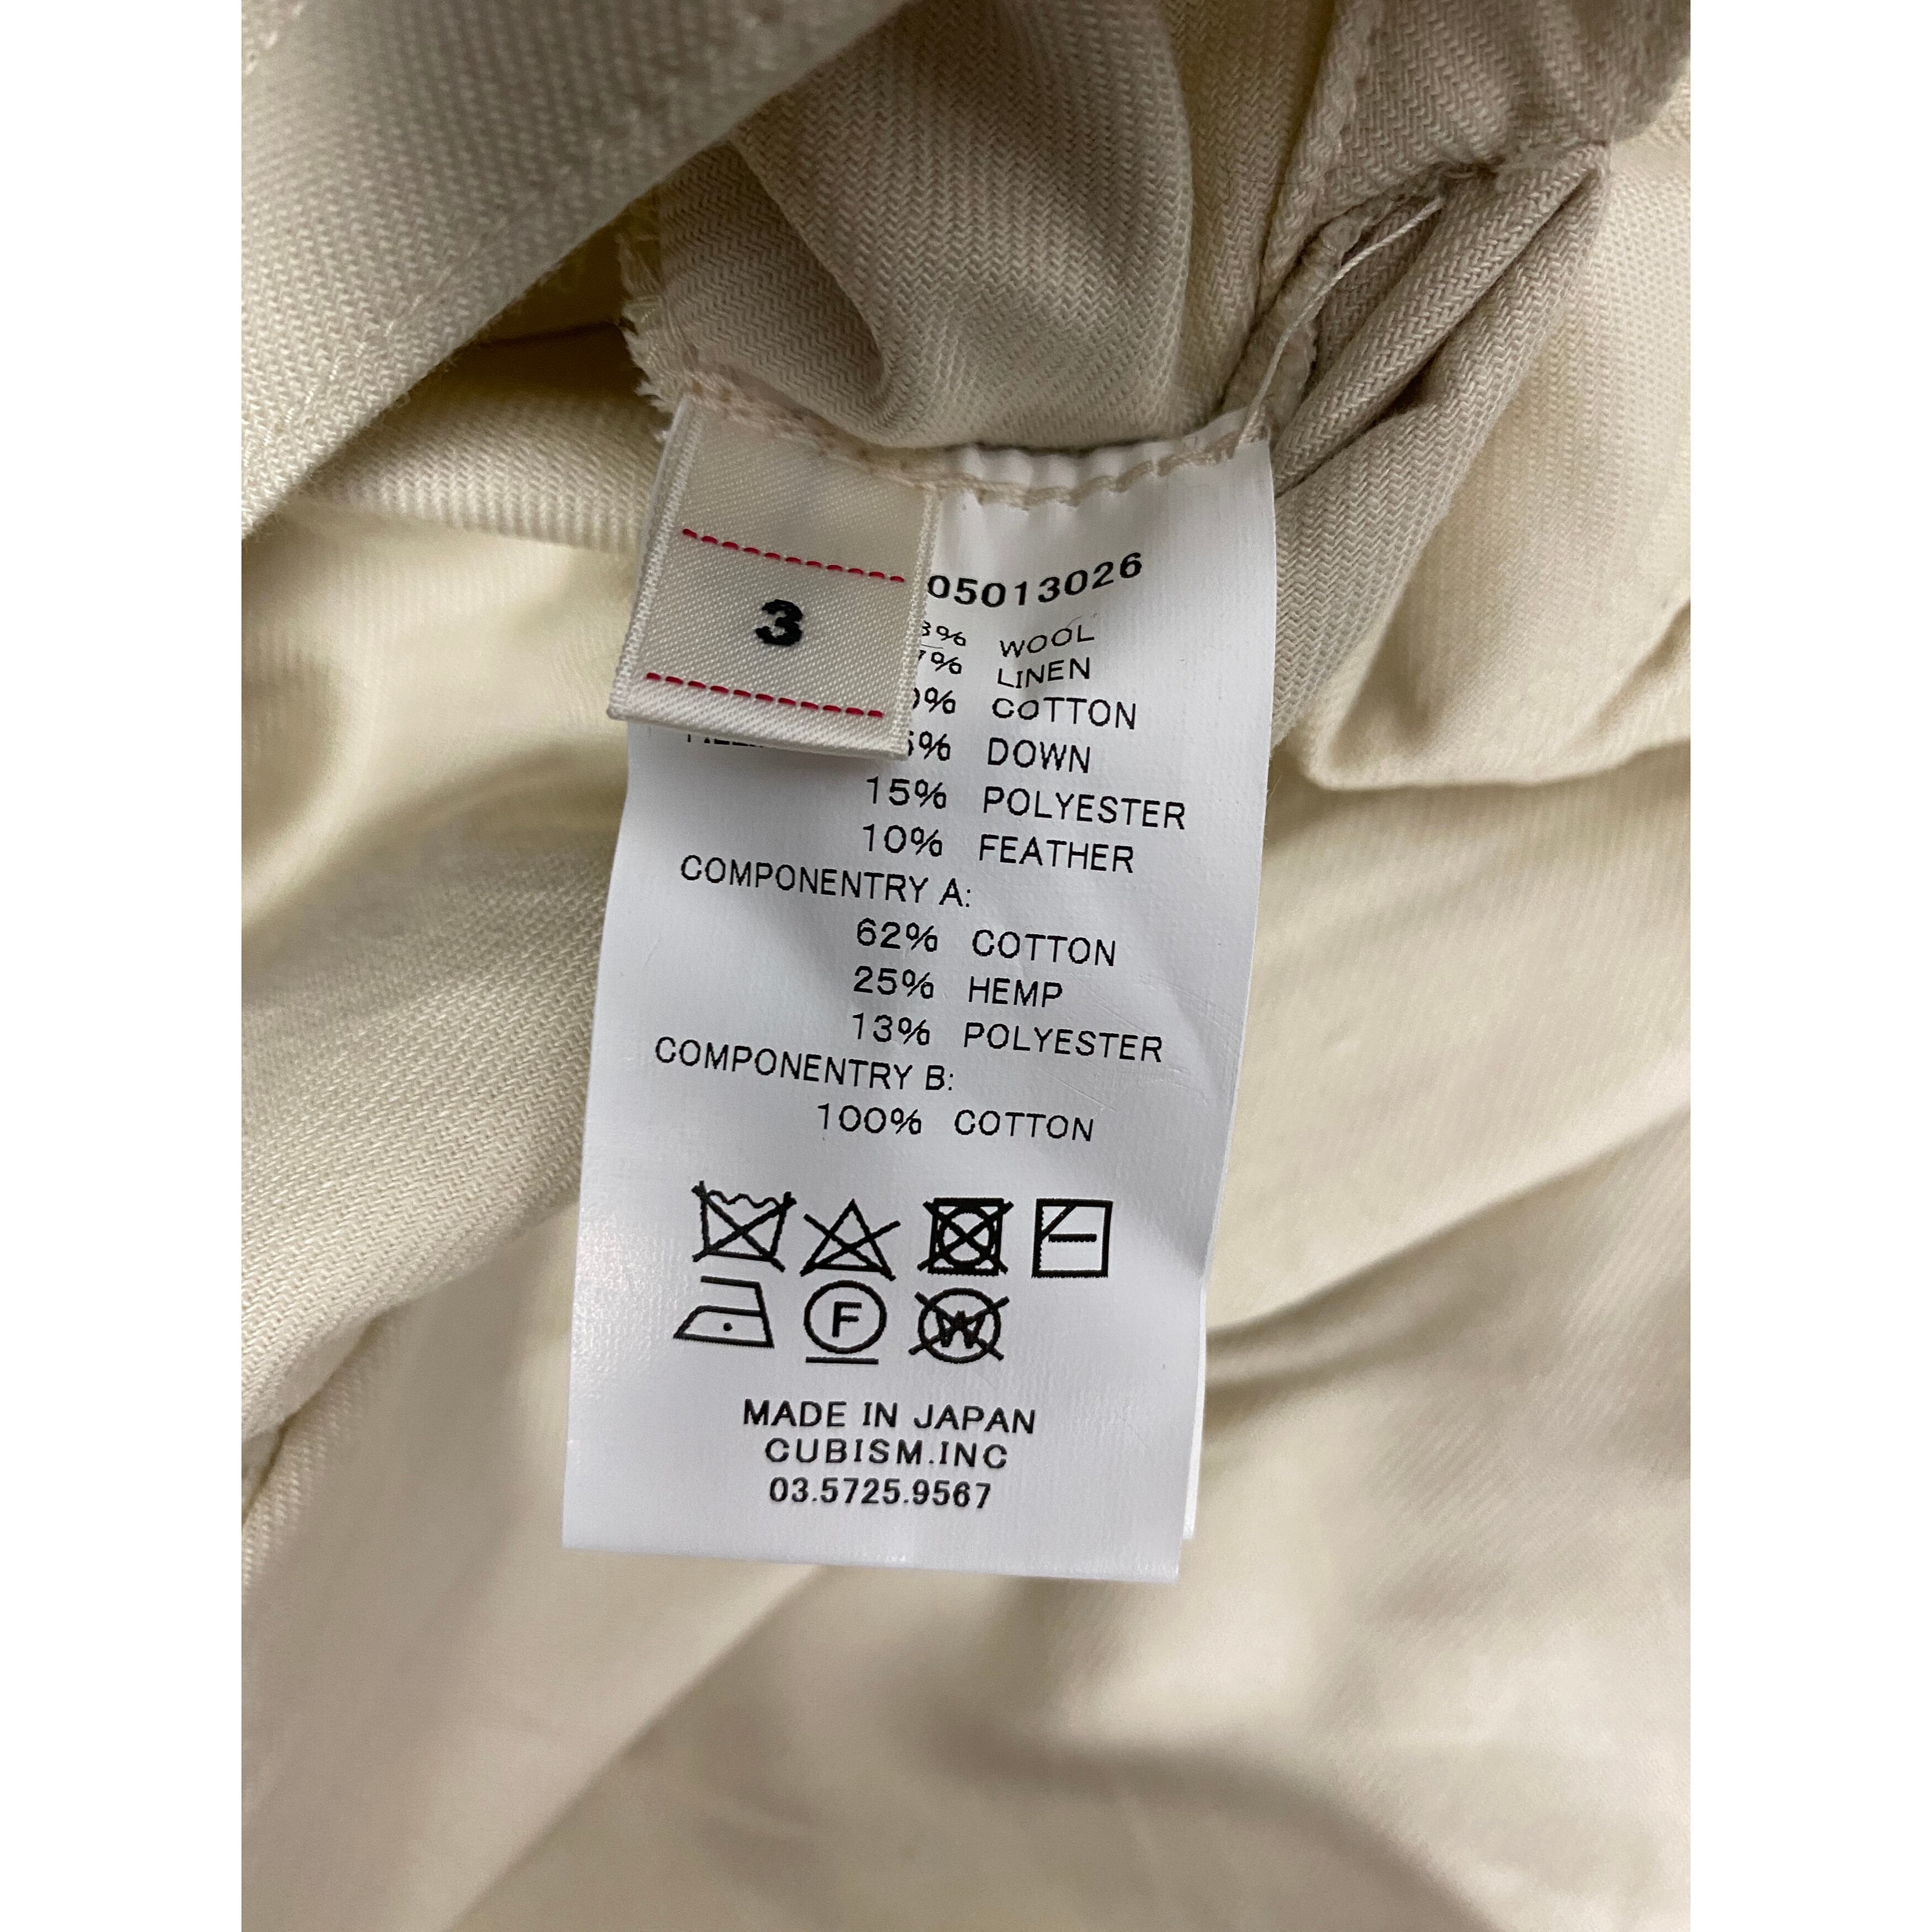 3
05013026
% WOOL
% LINEN
% COTTON
% DOWN
15% POLYESTER
10% FEATHER
COMPONENTRY A:
62% COTTON
25% HEMP
13% POLYESTER
COMPONENTRY B:
100% COTTON
F
W
MADE IN JAPAN
CUBISM.INC
03.5725.9567